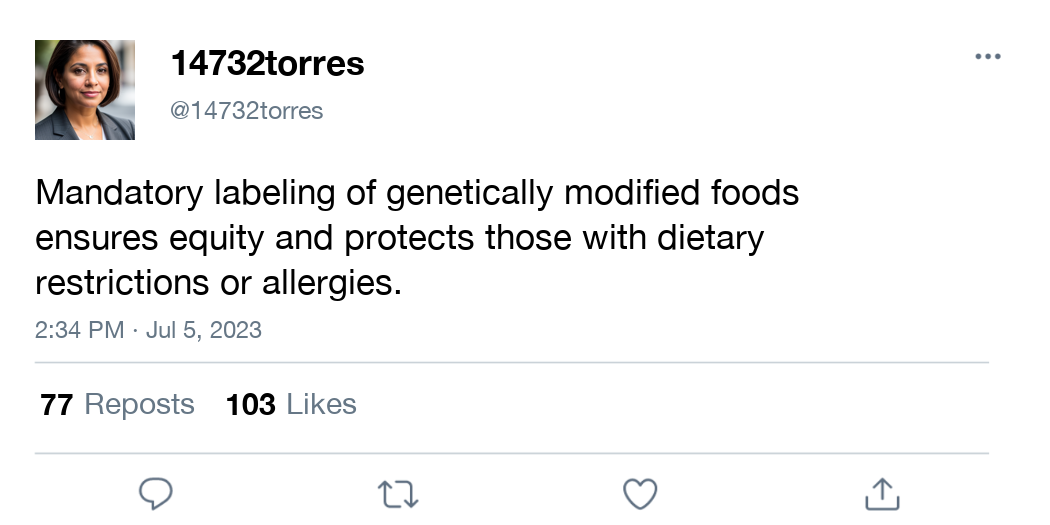 14732torres
@14732torres
Mandatory labeling of genetically modified foods
ensures equity and protects those with dietary
restrictions or allergies.
2:34 PM · Jul 5, 2023
77 Reposts 103 Likes